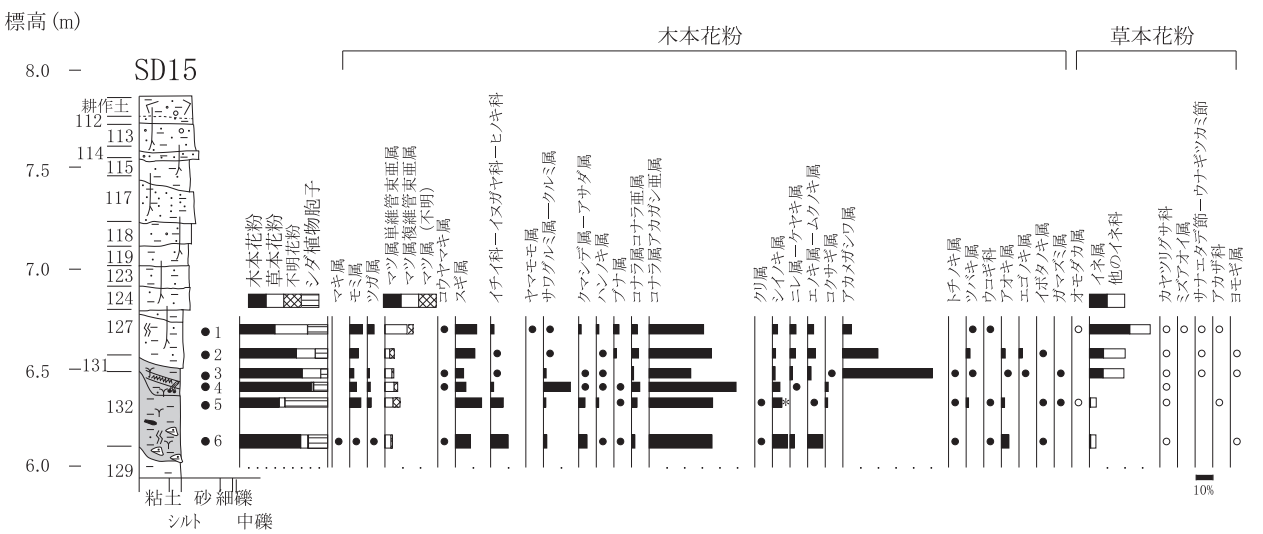 標高(m)
木本花粉
草本花粉
8.0
7.5
7.0
6.5
6.0
SD15
耕作土
112
113
114
115
117
118
119
123
124
127
131
132
129
1
2
3
4
5
6
粘土
シルト
砂
細礫
中礫
木本花粉
草本花粉
不明花粉
シダ植物胞子
マキ属
モミ属
ツガ属
マツ属単維管束亜属
マツ属複維管束亜属
マツ属(不明)
コウヤマキ属
スギ属
イチイ科ーイヌガヤ科ーヒノキ科
ヤマモモ属
サワグルミ属ークルミ属
クマシデ属ーアサダ属
ハンノキ属
ブナ属
コナラ属コナラ亜属
コナラ属アカガシ亜属
クリ属
シイノキ属
ニレ属ーケヤキ属
エノキ属ームクノキ属
コクサギ属
アカメガシワ属
トチノキ属
ツバキ属
ウコギ科
アオキ属
エゴノキ属
イボタノキ属
ガマズミ属
オモダカ属
イネ属
他のイネ科
カヤツリグサ科
ミズアオイ属
サナエタデ節ーウナギツカミ節
アカザ科
ヨモギ属
*
10%